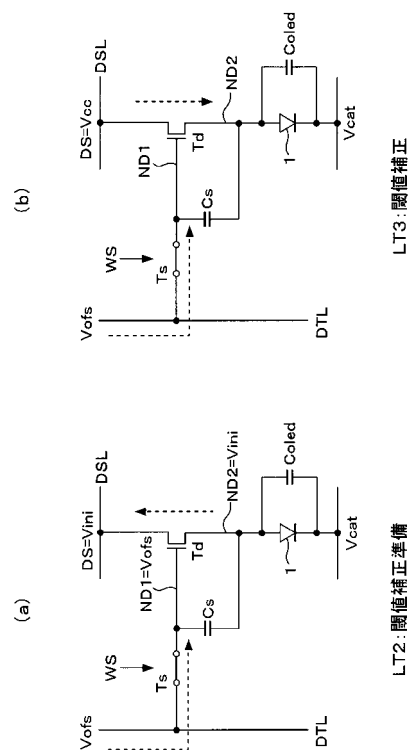 (a)
DS=Vini
DSL
Vofs
WS
Ts
ND1=Vofs
Td
Cs
ND2=Vini
Coled
1
Vcat
DTL
LT2:閾値補正準備
(b)
DS=Vcc
DSL
Vofs
WS
Ts
ND1
Td
Cs
ND2
Coled
1
Vcat
DTL
LT3:閾値補正